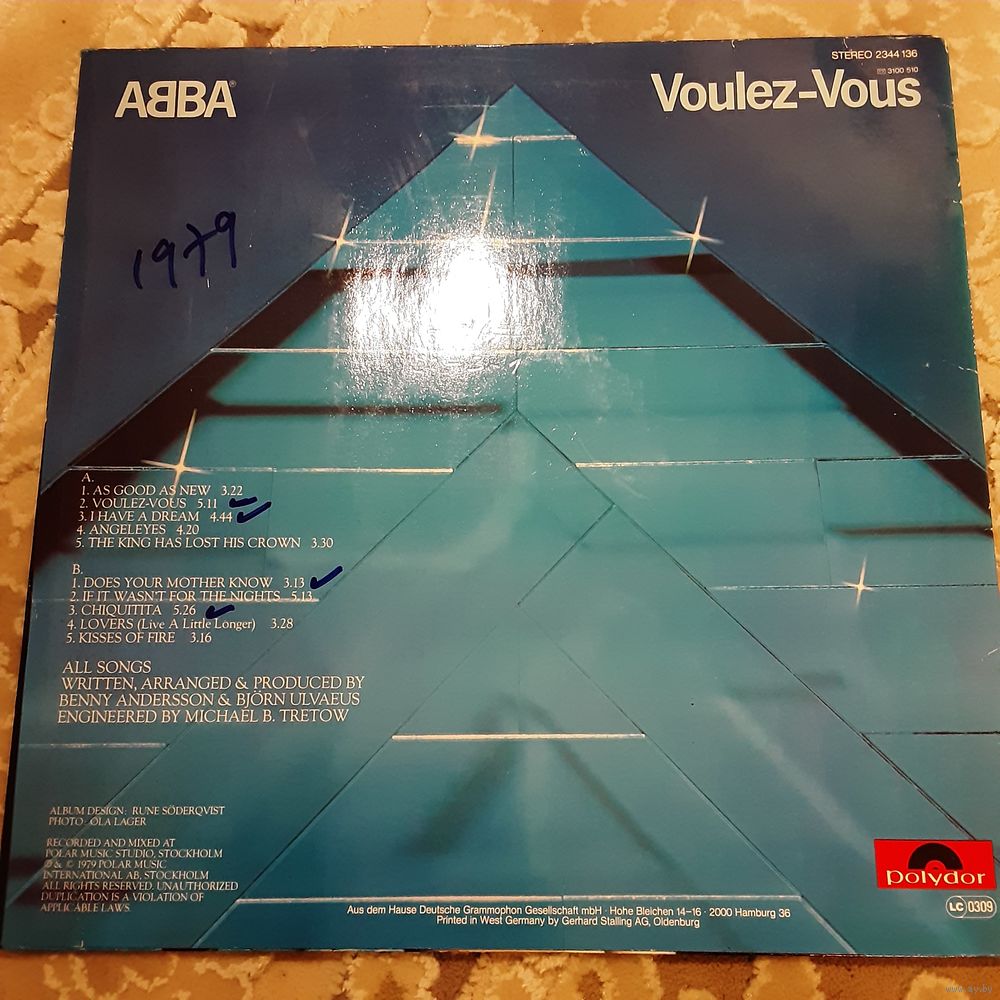 STEREO 2344 136
3100 510
ABBA®
Voulez-Vous
1979
A.
1. AS GOOD AS NEW 3.22
2. VOULEZ-VOUS 5.11
3. I HAVE A DREAM 4.44
4. ANGELEYES 4.20
5. THE KING HAS LOST HIS CROWN 3.30
B.
1. DOES YOUR MOTHER KNOW 3.13
2. IF IT WASN'T FOR THE NIGHTS 5.13
3. CHIQUITITA 5.26
4. LOVERS (Live A Little Longer) 3.28
5. KISSES OF FIRE 3.16
ALL SONGS
WRITTEN, ARRANGED & PRODUCED BY
BENNY ANDERSSON & BJÖRN ULVAEUS
ENGINEERED BY MICHAEL B. TRETOW
ALBUM DESIGN: RUNE SÖDERQVIST
PHOTO: OLA LAGER
RECORDED AND MIXED AT
POLAR MUSIC STUDIO, STOCKHOLM
℗ & © 1979 POLAR MUSIC
INTERNATIONAL AB, STOCKHOLM
ALL RIGHTS RESERVED. UNAUTHORIZED
DUPLICATION IS A VIOLATION OF
APPLICABLE LAWS.
polydor
LC 0309
Aus dem Hause Deutsche Grammophon Gesellschaft mbH · Hohe Bleichen 14-16 · 2000 Hamburg 36
Printed in West Germany by Gerhard Stalling AG, Oldenburg
www.ay.by